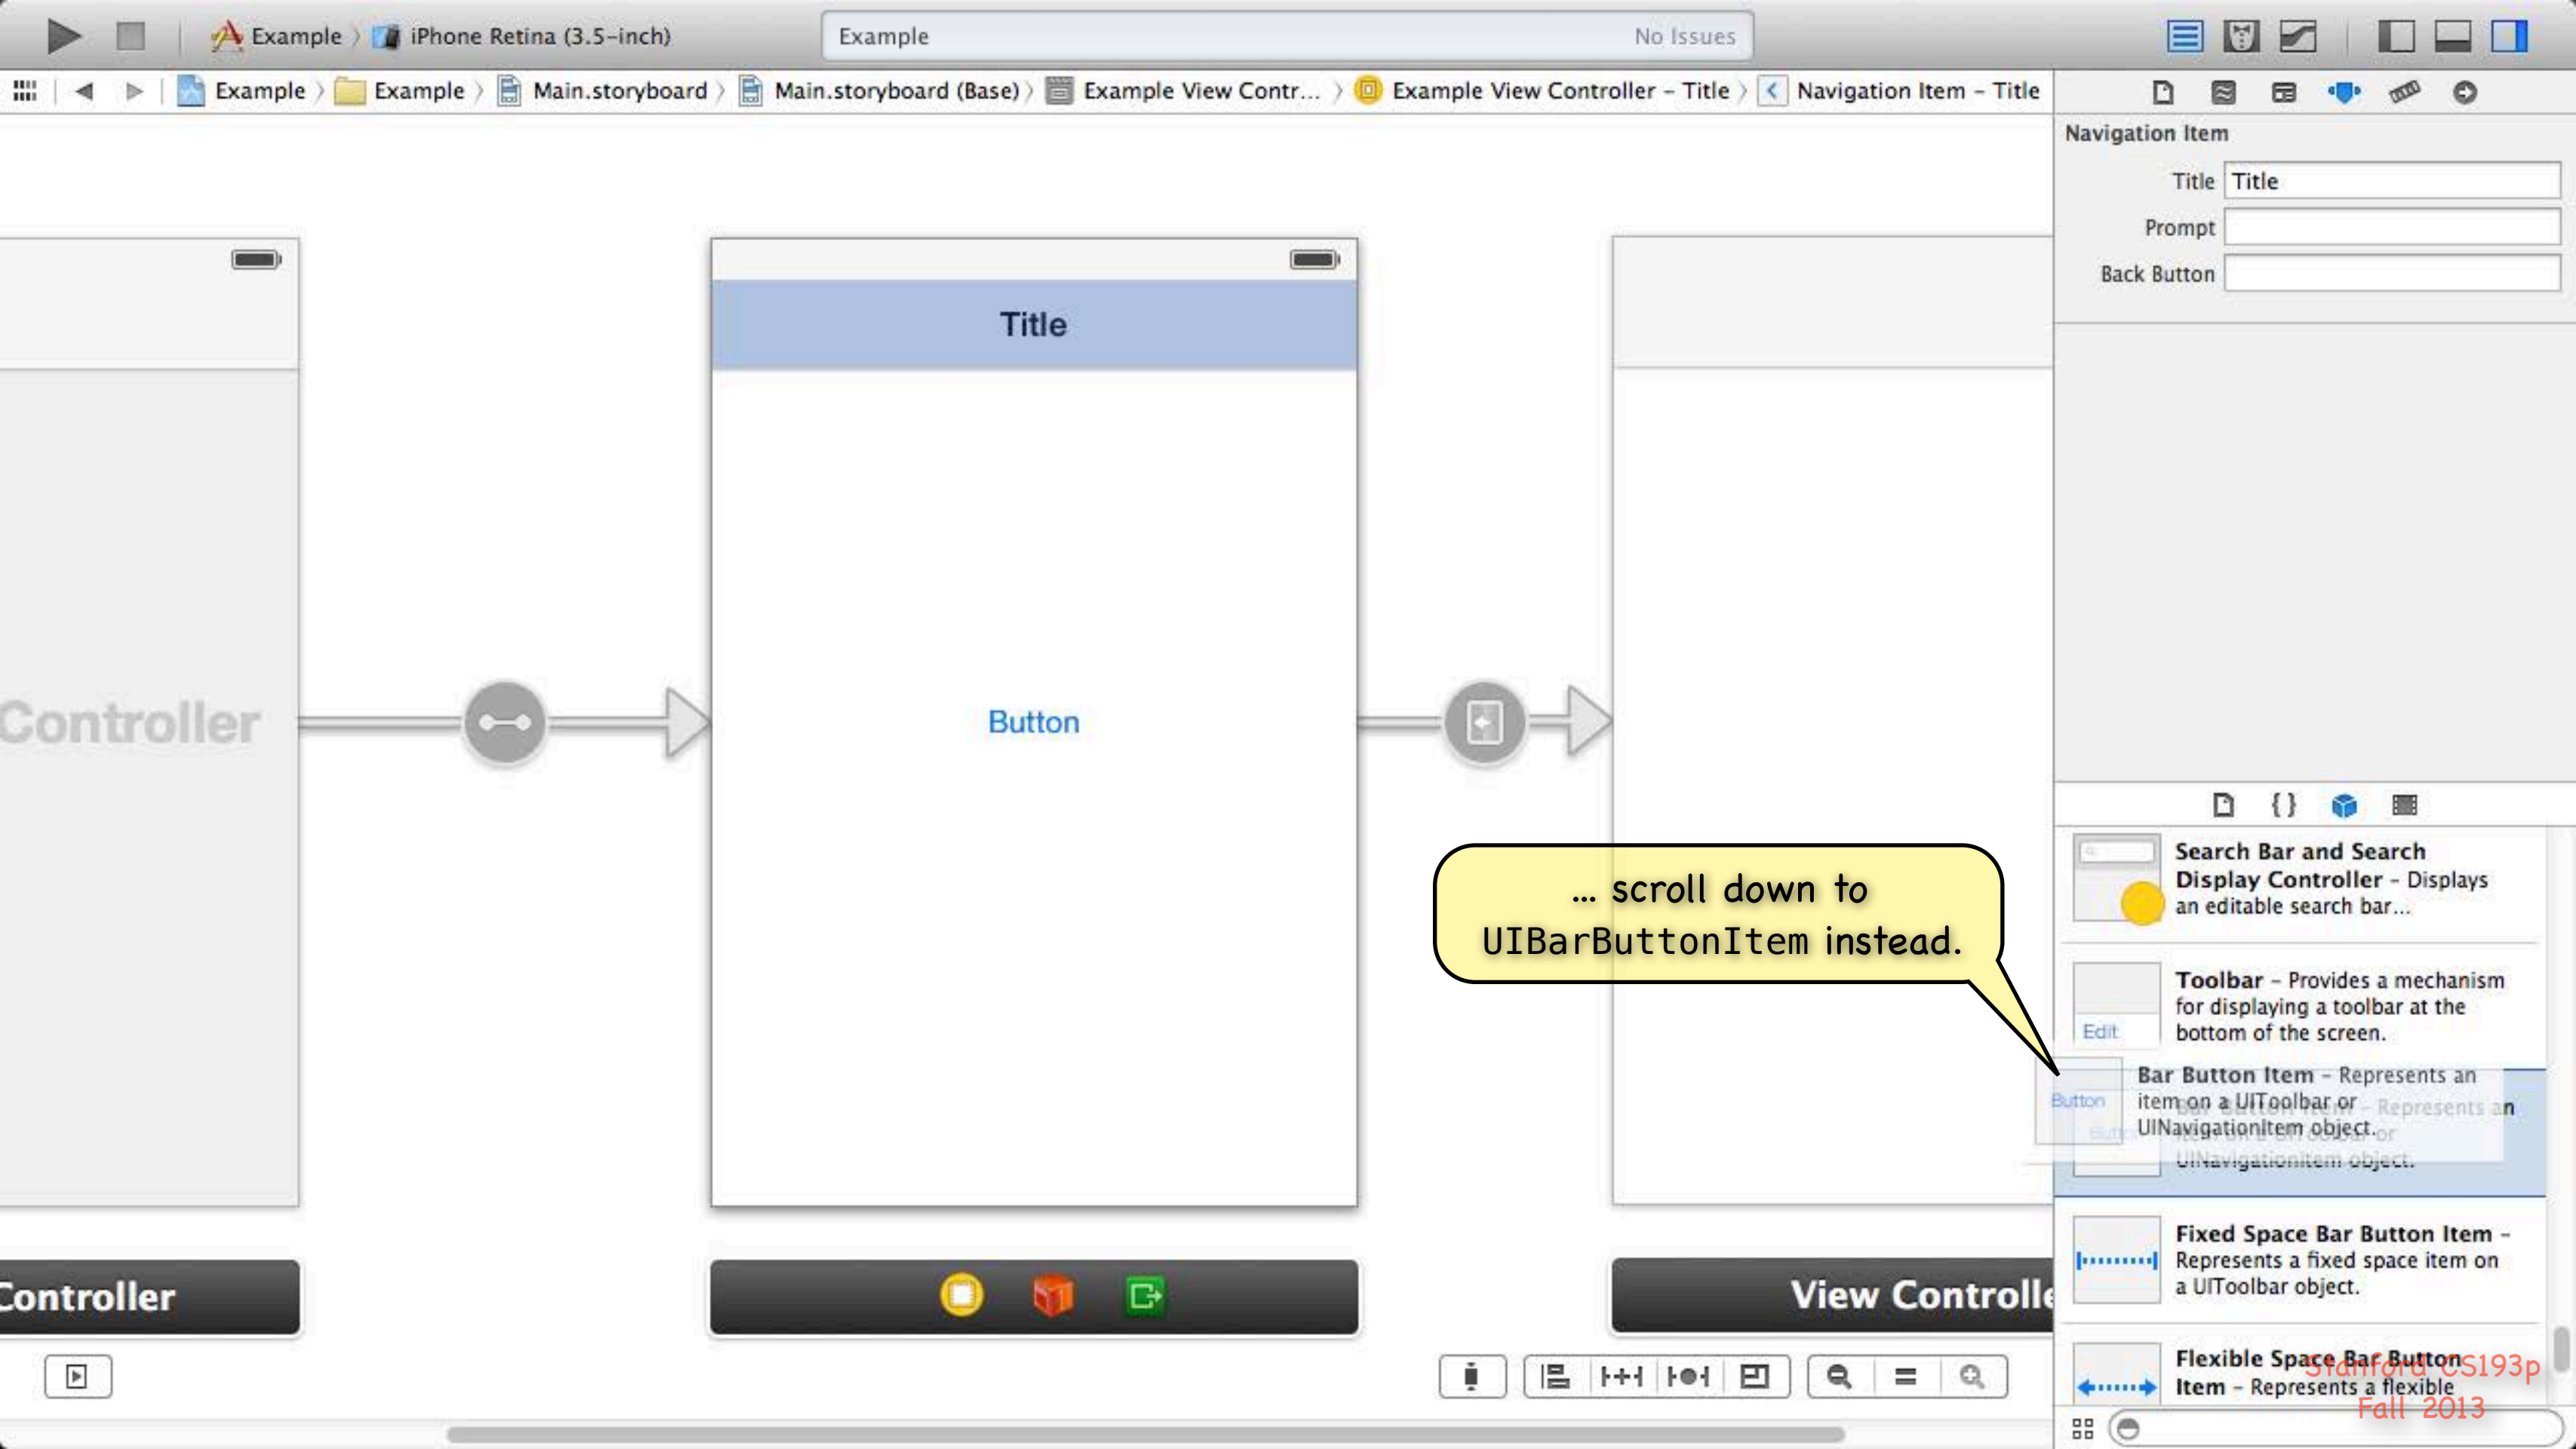 Example
iPhone Retina (3.5-inch)
Example
No Issues
Example
Example
Main.storyboard
Main.storyboard (Base)
Example View Contr...
Example View Controller – Title
Navigation Item – Title
Navigation Item
Title
Title
Prompt
Back Button
Title
Button
Controller
... scroll down to
UIBarButtonItem instead.
Search Bar and Search
Display Controller – Displays
an editable search bar...
Toolbar – Provides a mechanism
for displaying a toolbar at the
bottom of the screen.
Edit
Bar Button Item – Represents an
item on a UIToolbar or
UINavigationItem object.
Button
– Represents an
UINavigationItem object.
Fixed Space Bar Button Item –
Represents a fixed space item on
a UIToolbar object.
Flexible Space Bar Button
Item – Represents a flexible
Controller
View Controlle
Stanford CS193p
Fall 2013